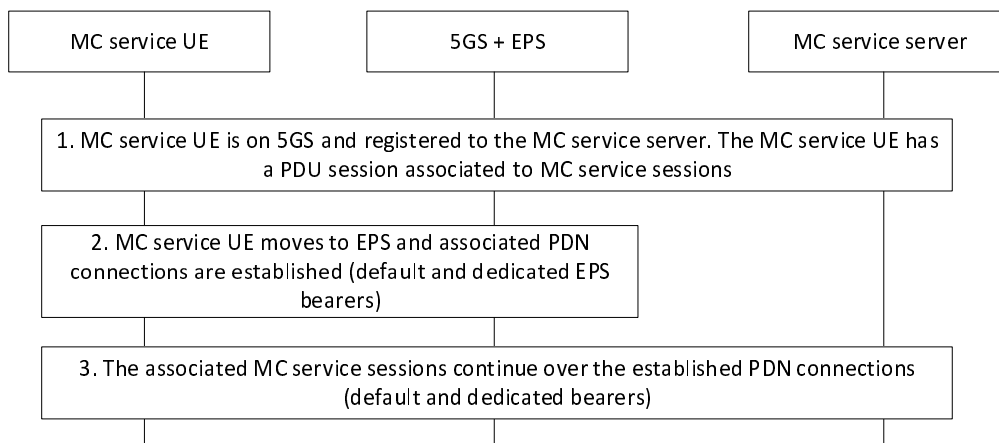 MC service UE
5GS + EPS
MC service server
1. MC service UE is on 5GS and registered to the MC service server. The MC service UE has
a PDU session associated to MC service sessions
2. MC service UE moves to EPS and associated PDN
connections are established (default and dedicated EPS
bearers)
3. The associated MC service sessions continue over the established PDN connections
(default and dedicated bearers)